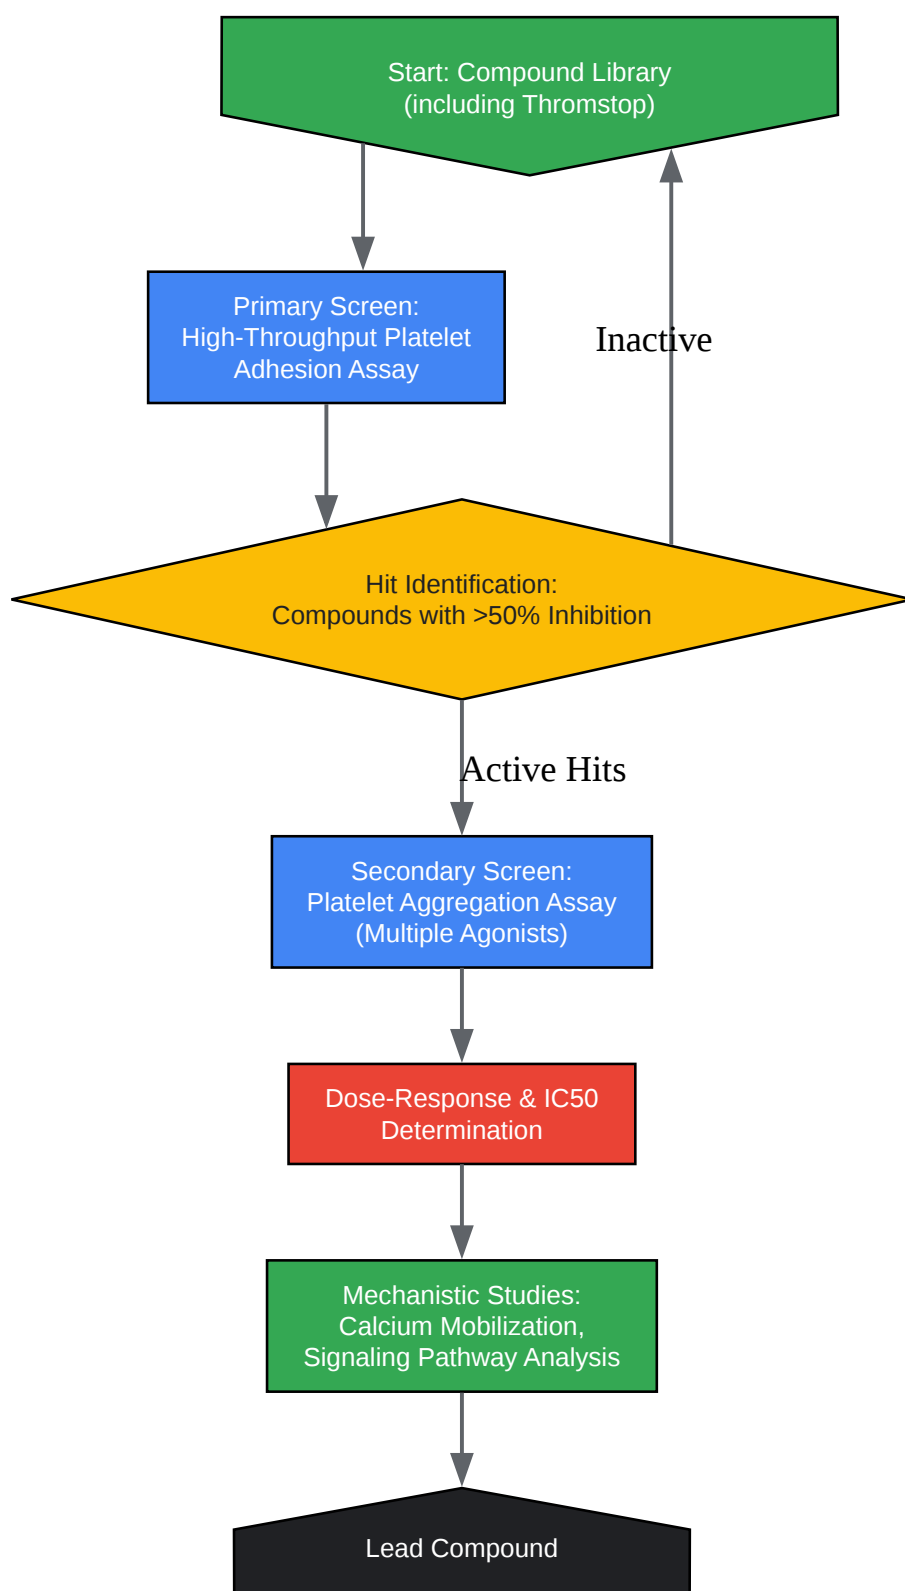 Start: Compound Library
(including Thromstop)
Primary Screen:
High-Throughput Platelet
Adhesion Assay
Inactive
Hit Identification:
Compounds with >50% Inhibition
Active Hits
Secondary Screen:
Platelet Aggregation Assay
(Multiple Agonists)
Dose-Response & IC50
Determination
Mechanistic Studies:
Calcium Mobilization,
Signaling Pathway Analysis
Lead Compound